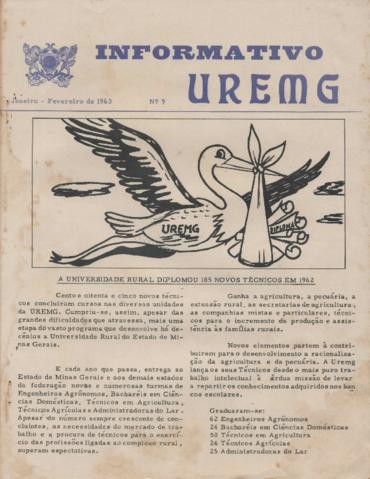 INFORMATIVO
UREMG
Janeiro - Fevereiro de 1963 Nº 9
UREMG
DIPLOMAS
A UNIVERSIDADE RURAL DIPLOMOU 185 NOVOS TÉCNICOS EM 1962
Cento e oitenta e cinco novos técni-
cos concluiram cursos nas diversas unidades
da UREMG. Cumpriu-se, assim, apesar das
grandes dificuldades que atravessa, mais uma
etapa do vasto programa que desenvolve há de-
cênios a Universidade Rural do Estado de Mi-
nas Gerais.
E cada ano que passa, entrega ao
Estado de Minas Gerais e aos demais estados
da federação novas e numerosas turmas de
Engenheiros Agrônomos, Bacharéis em Ciên-
cias Domésticas, Técnicos em Agricultura,
Técnicos Agrícolas e Administradoras do Lar.
Apesar do número sempre crescente de con-
cluintes, as necessidades do mercado de tra-
balho e a procura de técnicos para o exercí-
cio das profissões ligadas ao complexo rural,
superam espectativas.
Ganha a agricultura, a pecuária, a
extensão rural, as secretarias de agricultura,
as companhias mistas e particulares, técni-
cos para o incremento da produção e assis-
tência às famílias rurais.
Novos elementos partem à contri-
buirem para o desenvolvimento a racionaliza-
ção da agricultura e da pecuária. A Uremg
lança os seus Técnicos desde o mais puro tra-
balho intelectual à árdua missão de levar
a repartir os conhecimentos adquiridos nos ban
cos escolares.
Graduaram-se:
62 Engenheiros Agrônomos
24 Bacharéis em Ciências Domésticas
50 Técnicos em Agricultura
24 Técnicos Agrícolas
25 Administradoras do Lar